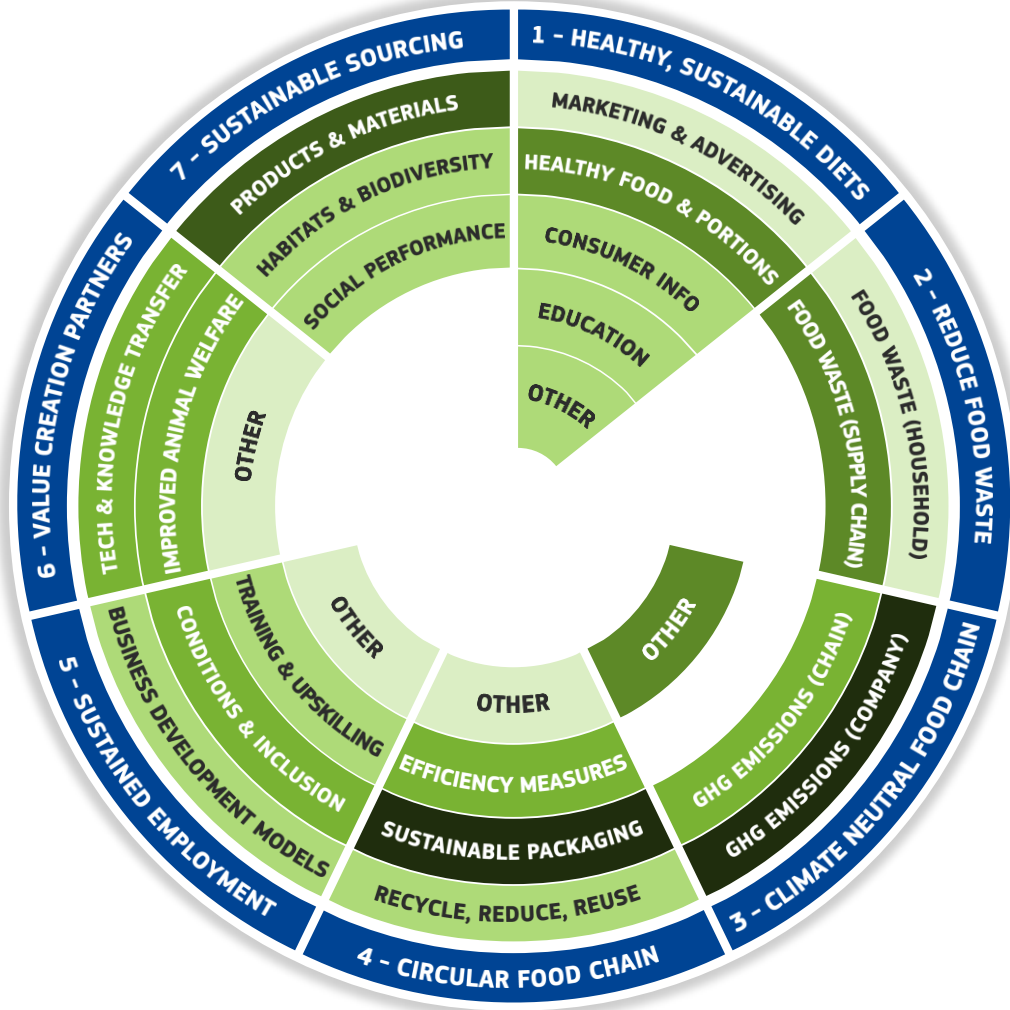 1 – HEALTHY, SUSTAINABLE DIETS
MARKETING & ADVERTISING
HEALTHY FOOD & PORTIONS
CONSUMER INFO
EDUCATION
OTHER
2 – REDUCE FOOD WASTE
FOOD WASTE (HOUSEHOLD)
FOOD WASTE (SUPPLY CHAIN)
3 – CLIMATE NEUTRAL FOOD CHAIN
GHG EMISSIONS (COMPANY)
GHG EMISSIONS (CHAIN)
OTHER
4 – CIRCULAR FOOD CHAIN
RECYCLE, REDUCE, REUSE
SUSTAINABLE PACKAGING
EFFICIENCY MEASURES
OTHER
5 – SUSTAINED EMPLOYMENT
BUSINESS DEVELOPMENT MODELS
CONDITIONS & INCLUSION
TRAINING & UPSKILLING
OTHER
6 – VALUE CREATION PARTNERS
TECH & KNOWLEDGE TRANSFER
IMPROVED ANIMAL WELFARE
OTHER
7 – SUSTAINABLE SOURCING
PRODUCTS & MATERIALS
HABITATS & BIODIVERSITY
SOCIAL PERFORMANCE